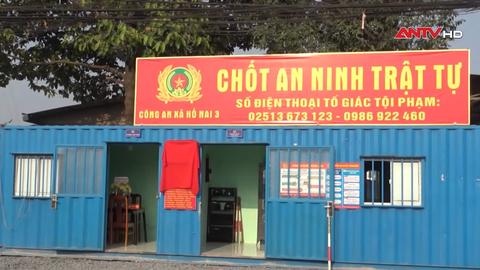 ANTV HD
CHỐT AN NINH TRẬT TỰ
SỐ ĐIỆN THOẠI TỐ GIÁC TỘI PHẠM:
CÔNG AN XÃ HỐ NAI 3
02513 673 123 - 0986 922 460